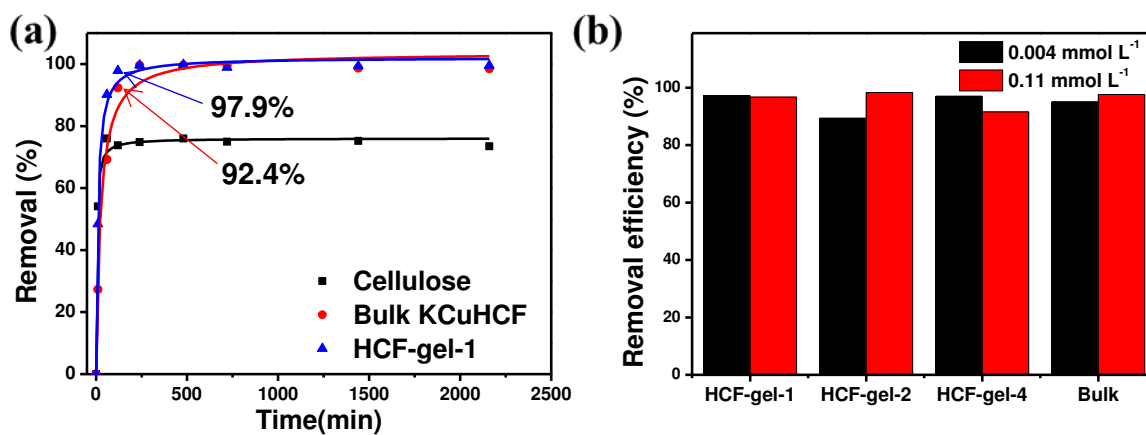 (a)
Removal (%)
100
80
60
40
20
0
97.9%
92.4%
Cellulose
Bulk KCuHCF
HCF-gel-1
0 500 1000 1500 2000 2500
Time(min)
(b)
Removal efficiency (%)
0.004 mmol L⁻¹
0.11 mmol L⁻¹
100
80
60
40
20
0
HCF-gel-1 HCF-gel-2 HCF-gel-4 Bulk